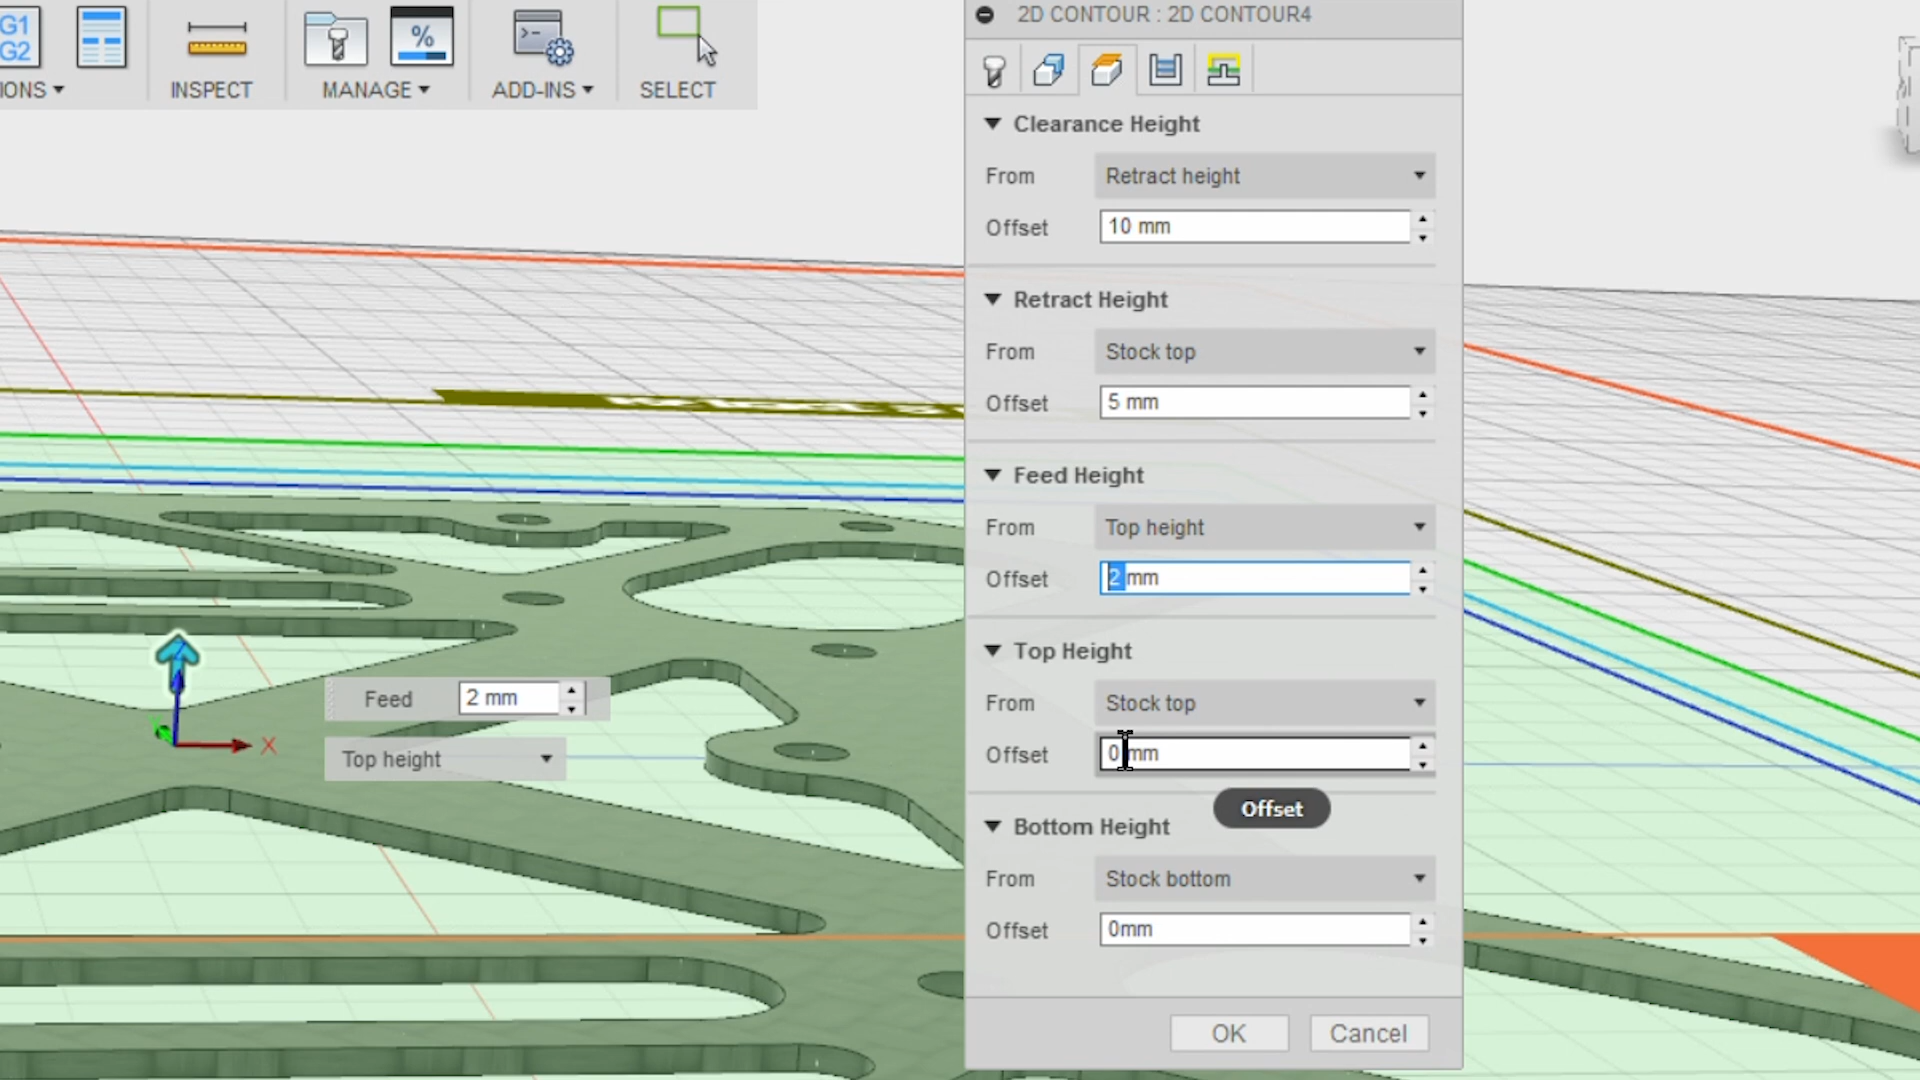 2D CONTOUR : 2D CONTOUR4
G1
G2
%
>-
IONS INSPECT MANAGE ADD-INS SELECT
Clearance Height
From Retract height
Offset 10 mm
Retract Height
From Stock top
Offset 5 mm
Feed Height
From Top height
Offset 2 mm
Top Height
From Stock top
Offset 0 mm
Offset
Bottom Height
From Stock bottom
Offset 0mm
OK Cancel
Feed 2 mm
Top height
X